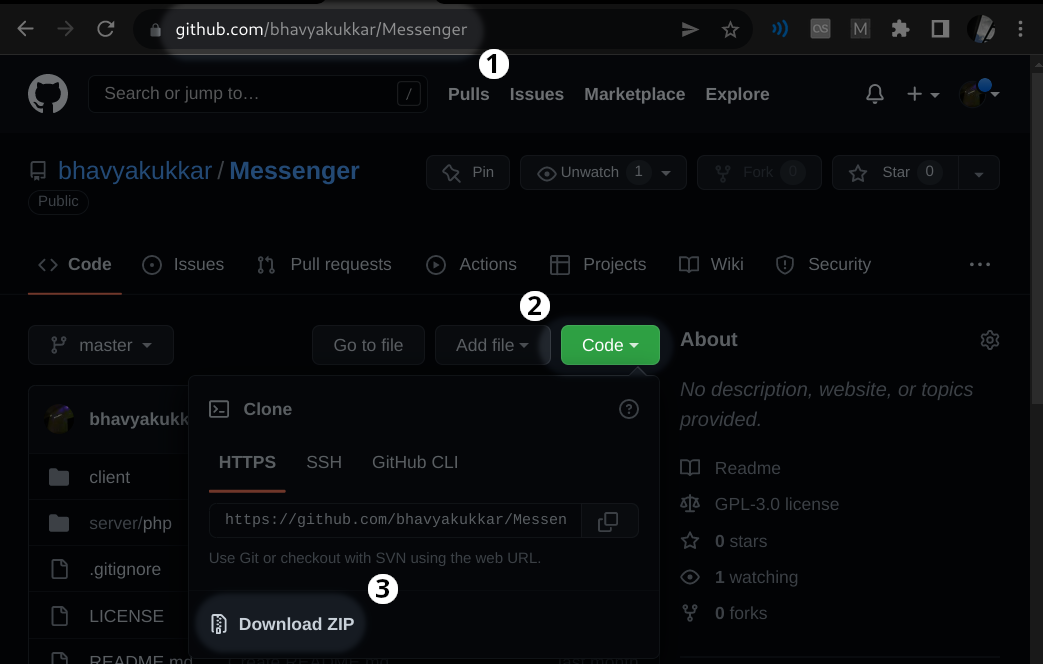 github.com/bhavyakukkar/Messenger
1
Search or jump to… / Pulls Issues Marketplace Explore
bhavyakukkar / Messenger Pin Unwatch 1 Fork 0 Star 0
Public
Code Issues Pull requests Actions Projects Wiki Security ...
2
master Go to file Add file Code About
No description, website, or topics
provided.
Clone ?
bhavyakukk
HTTPS SSH GitHub CLI
Readme
client
https://github.com/bhavyakukkar/Messen
GPL-3.0 license
server/php
0 stars
Use Git or checkout with SVN using the web URL.
.gitignore
1 watching
3
LICENSE
Download ZIP
0 forks
README.md